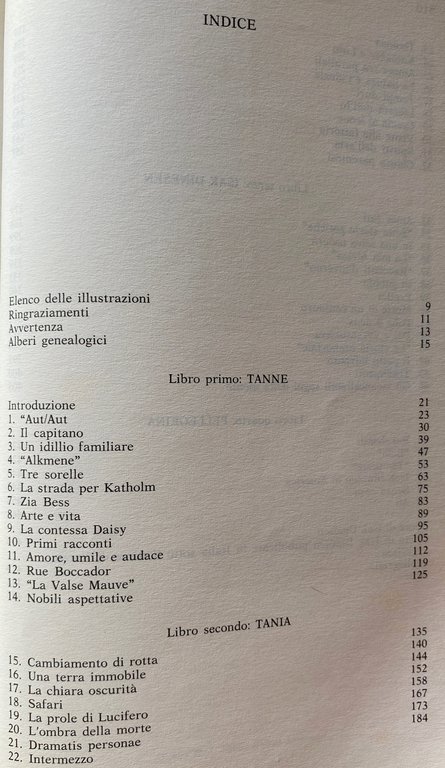 INDICE
Elenco delle illustrazioni 9
Ringraziamenti 11
Avvertenza 13
Alberi genealogici 15
Libro primo: TANNE
Introduzione 21
1. “Aut/Aut 23
2. Il capitano 30
3. Un idillio familiare 39
4. “Alkmene” 47
5. Tre sorelle 53
6. La strada per Katholm 63
7. Zia Bess 75
8. Arte e vita 83
9. La contessa Daisy 89
10. Primi racconti 95
11. Amore, umile e audace 105
12. Rue Boccador 112
13. “La Valse Mauve” 119
14. Nobili aspettative 125
Libro secondo: TANIA
15. Cambiamento di rotta 135
16. Una terra immobile 140
17. La chiara oscurità 144
18. Safari 152
19. La prole di Lucifero 158
20. L'ombra della morte 167
21. Dramatis personae 173
22. Intermezzo 184